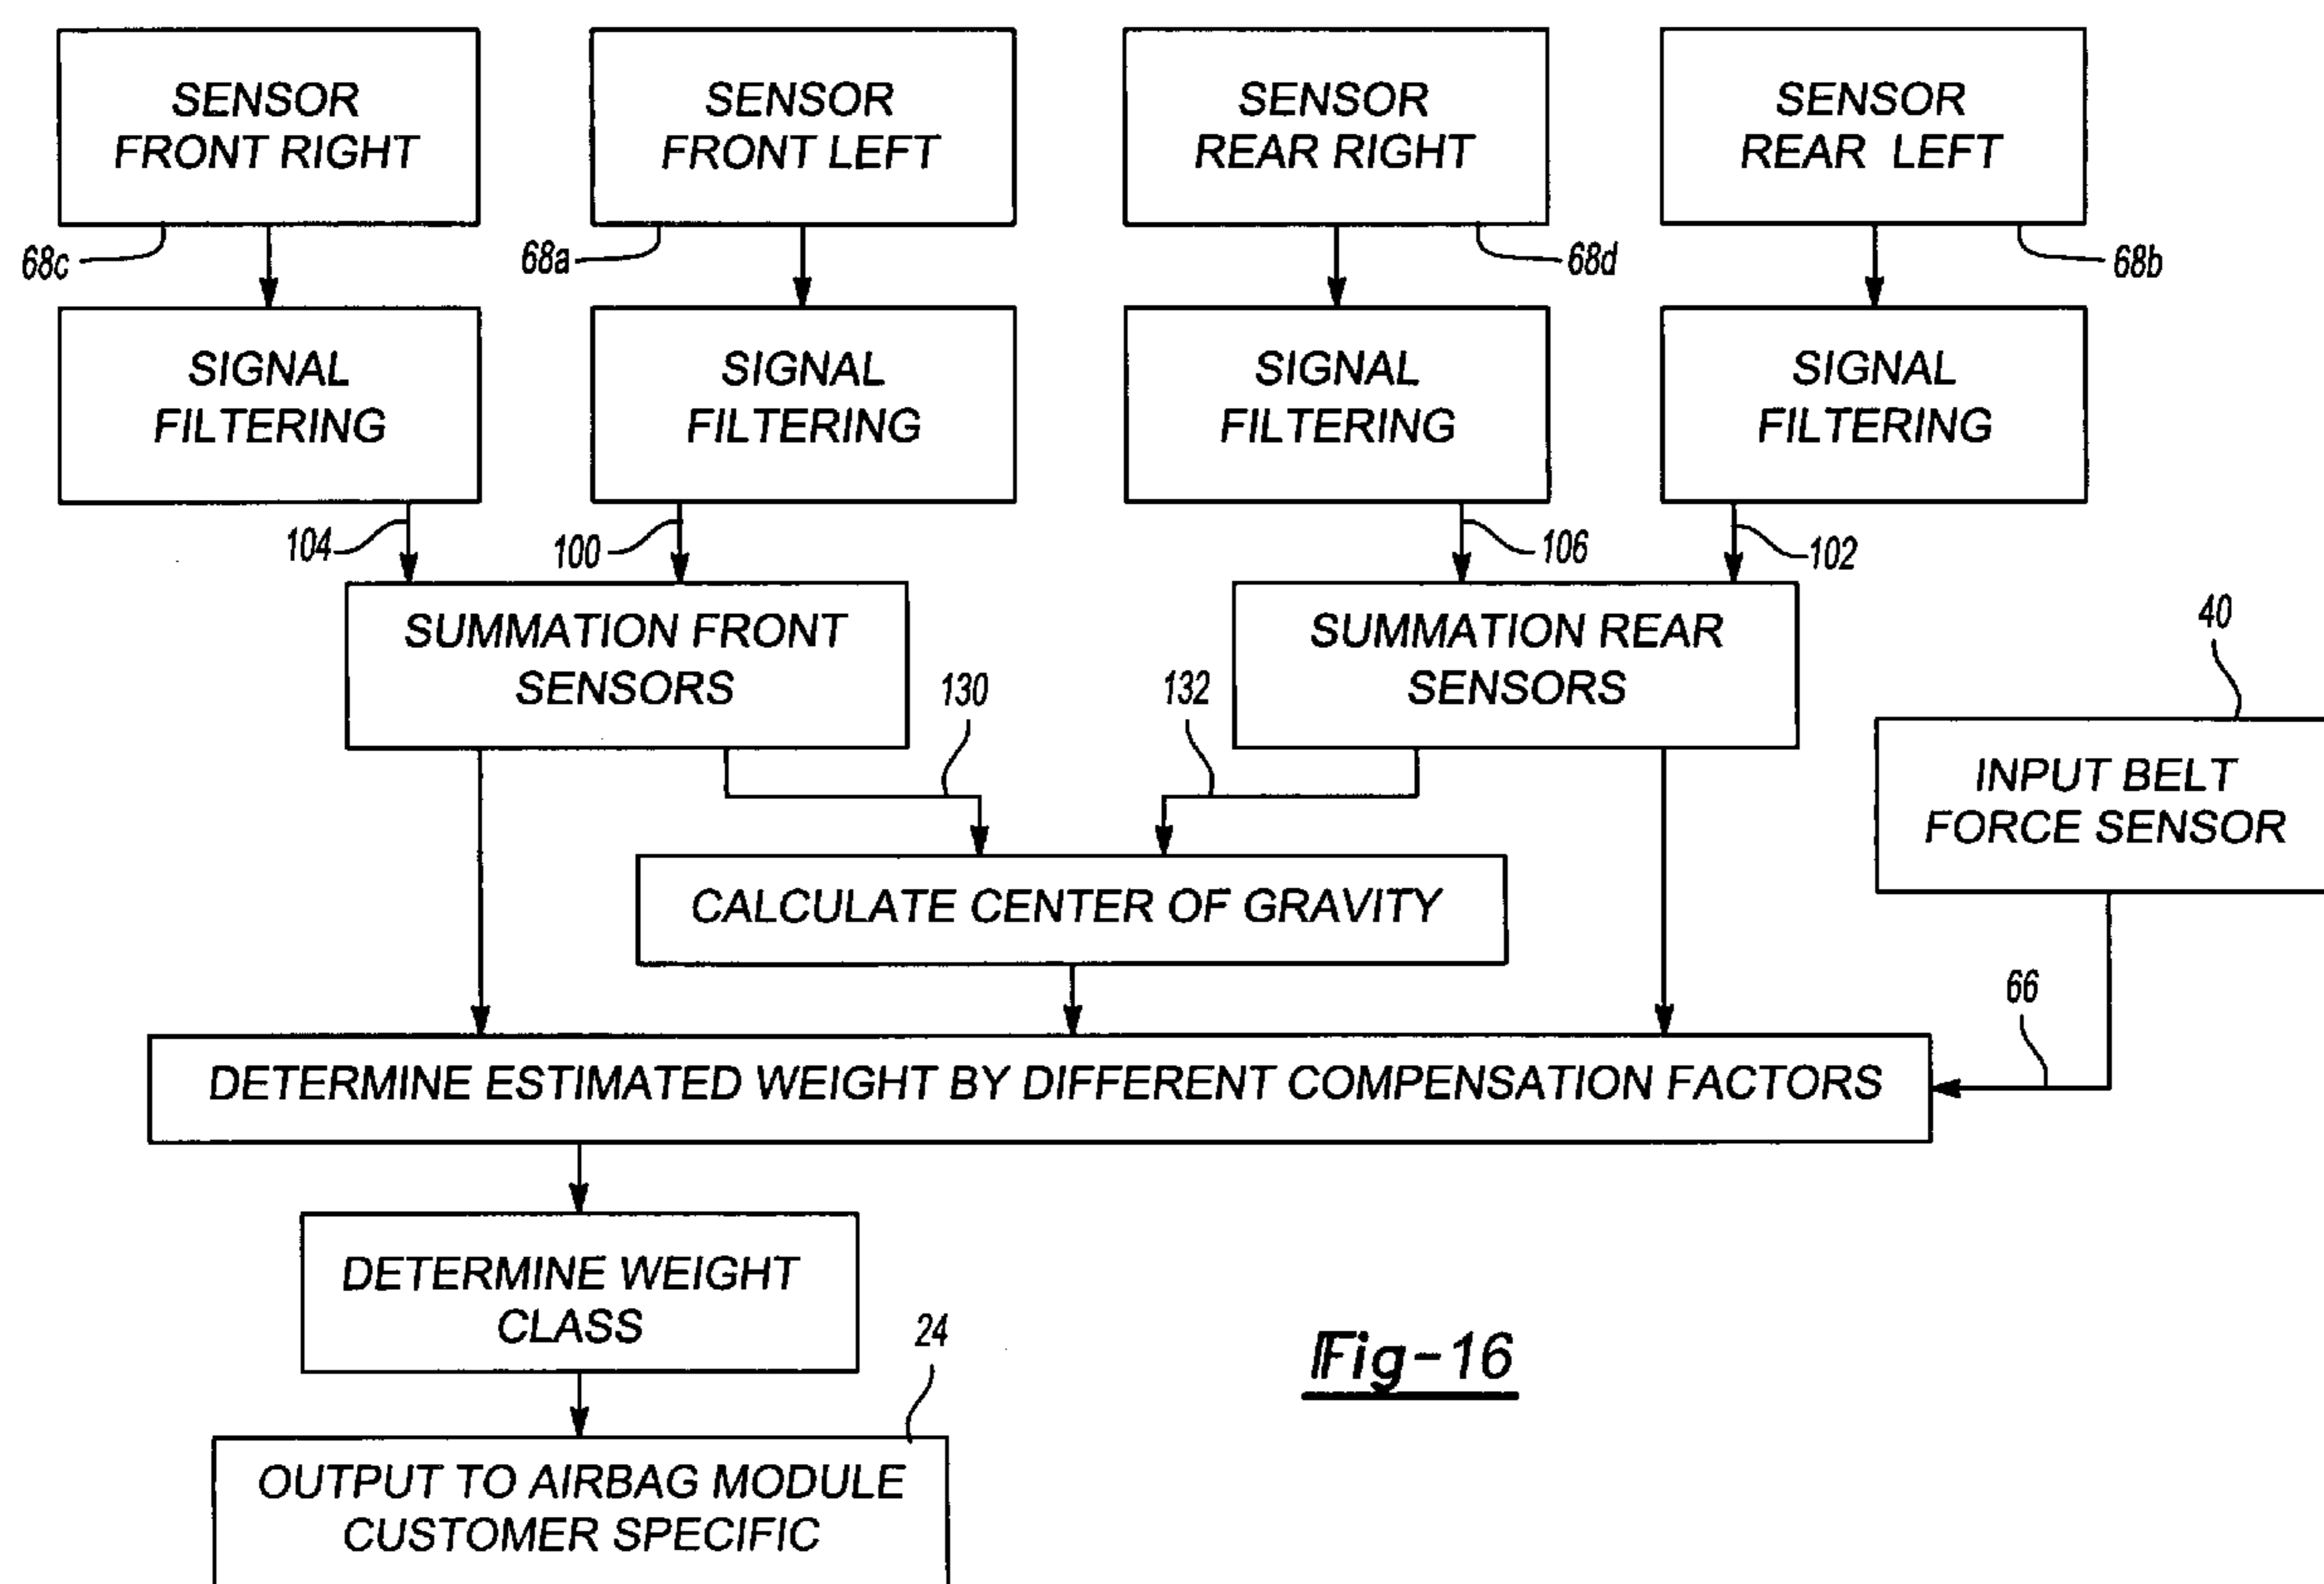 SENSOR
FRONT RIGHT
SENSOR
FRONT LEFT
SENSOR
REAR RIGHT
SENSOR
REAR LEFT
68c
68a
68d
68b
SIGNAL
FILTERING
SIGNAL
FILTERING
SIGNAL
FILTERING
SIGNAL
FILTERING
104
100
106
102
SUMMATION FRONT
SENSORS
SUMMATION REAR
SENSORS
40
130
132
INPUT BELT
FORCE SENSOR
CALCULATE CENTER OF GRAVITY
66
DETERMINE ESTIMATED WEIGHT BY DIFFERENT COMPENSATION FACTORS
DETERMINE WEIGHT
CLASS
24
Fig-16
OUTPUT TO AIRBAG MODULE
CUSTOMER SPECIFIC